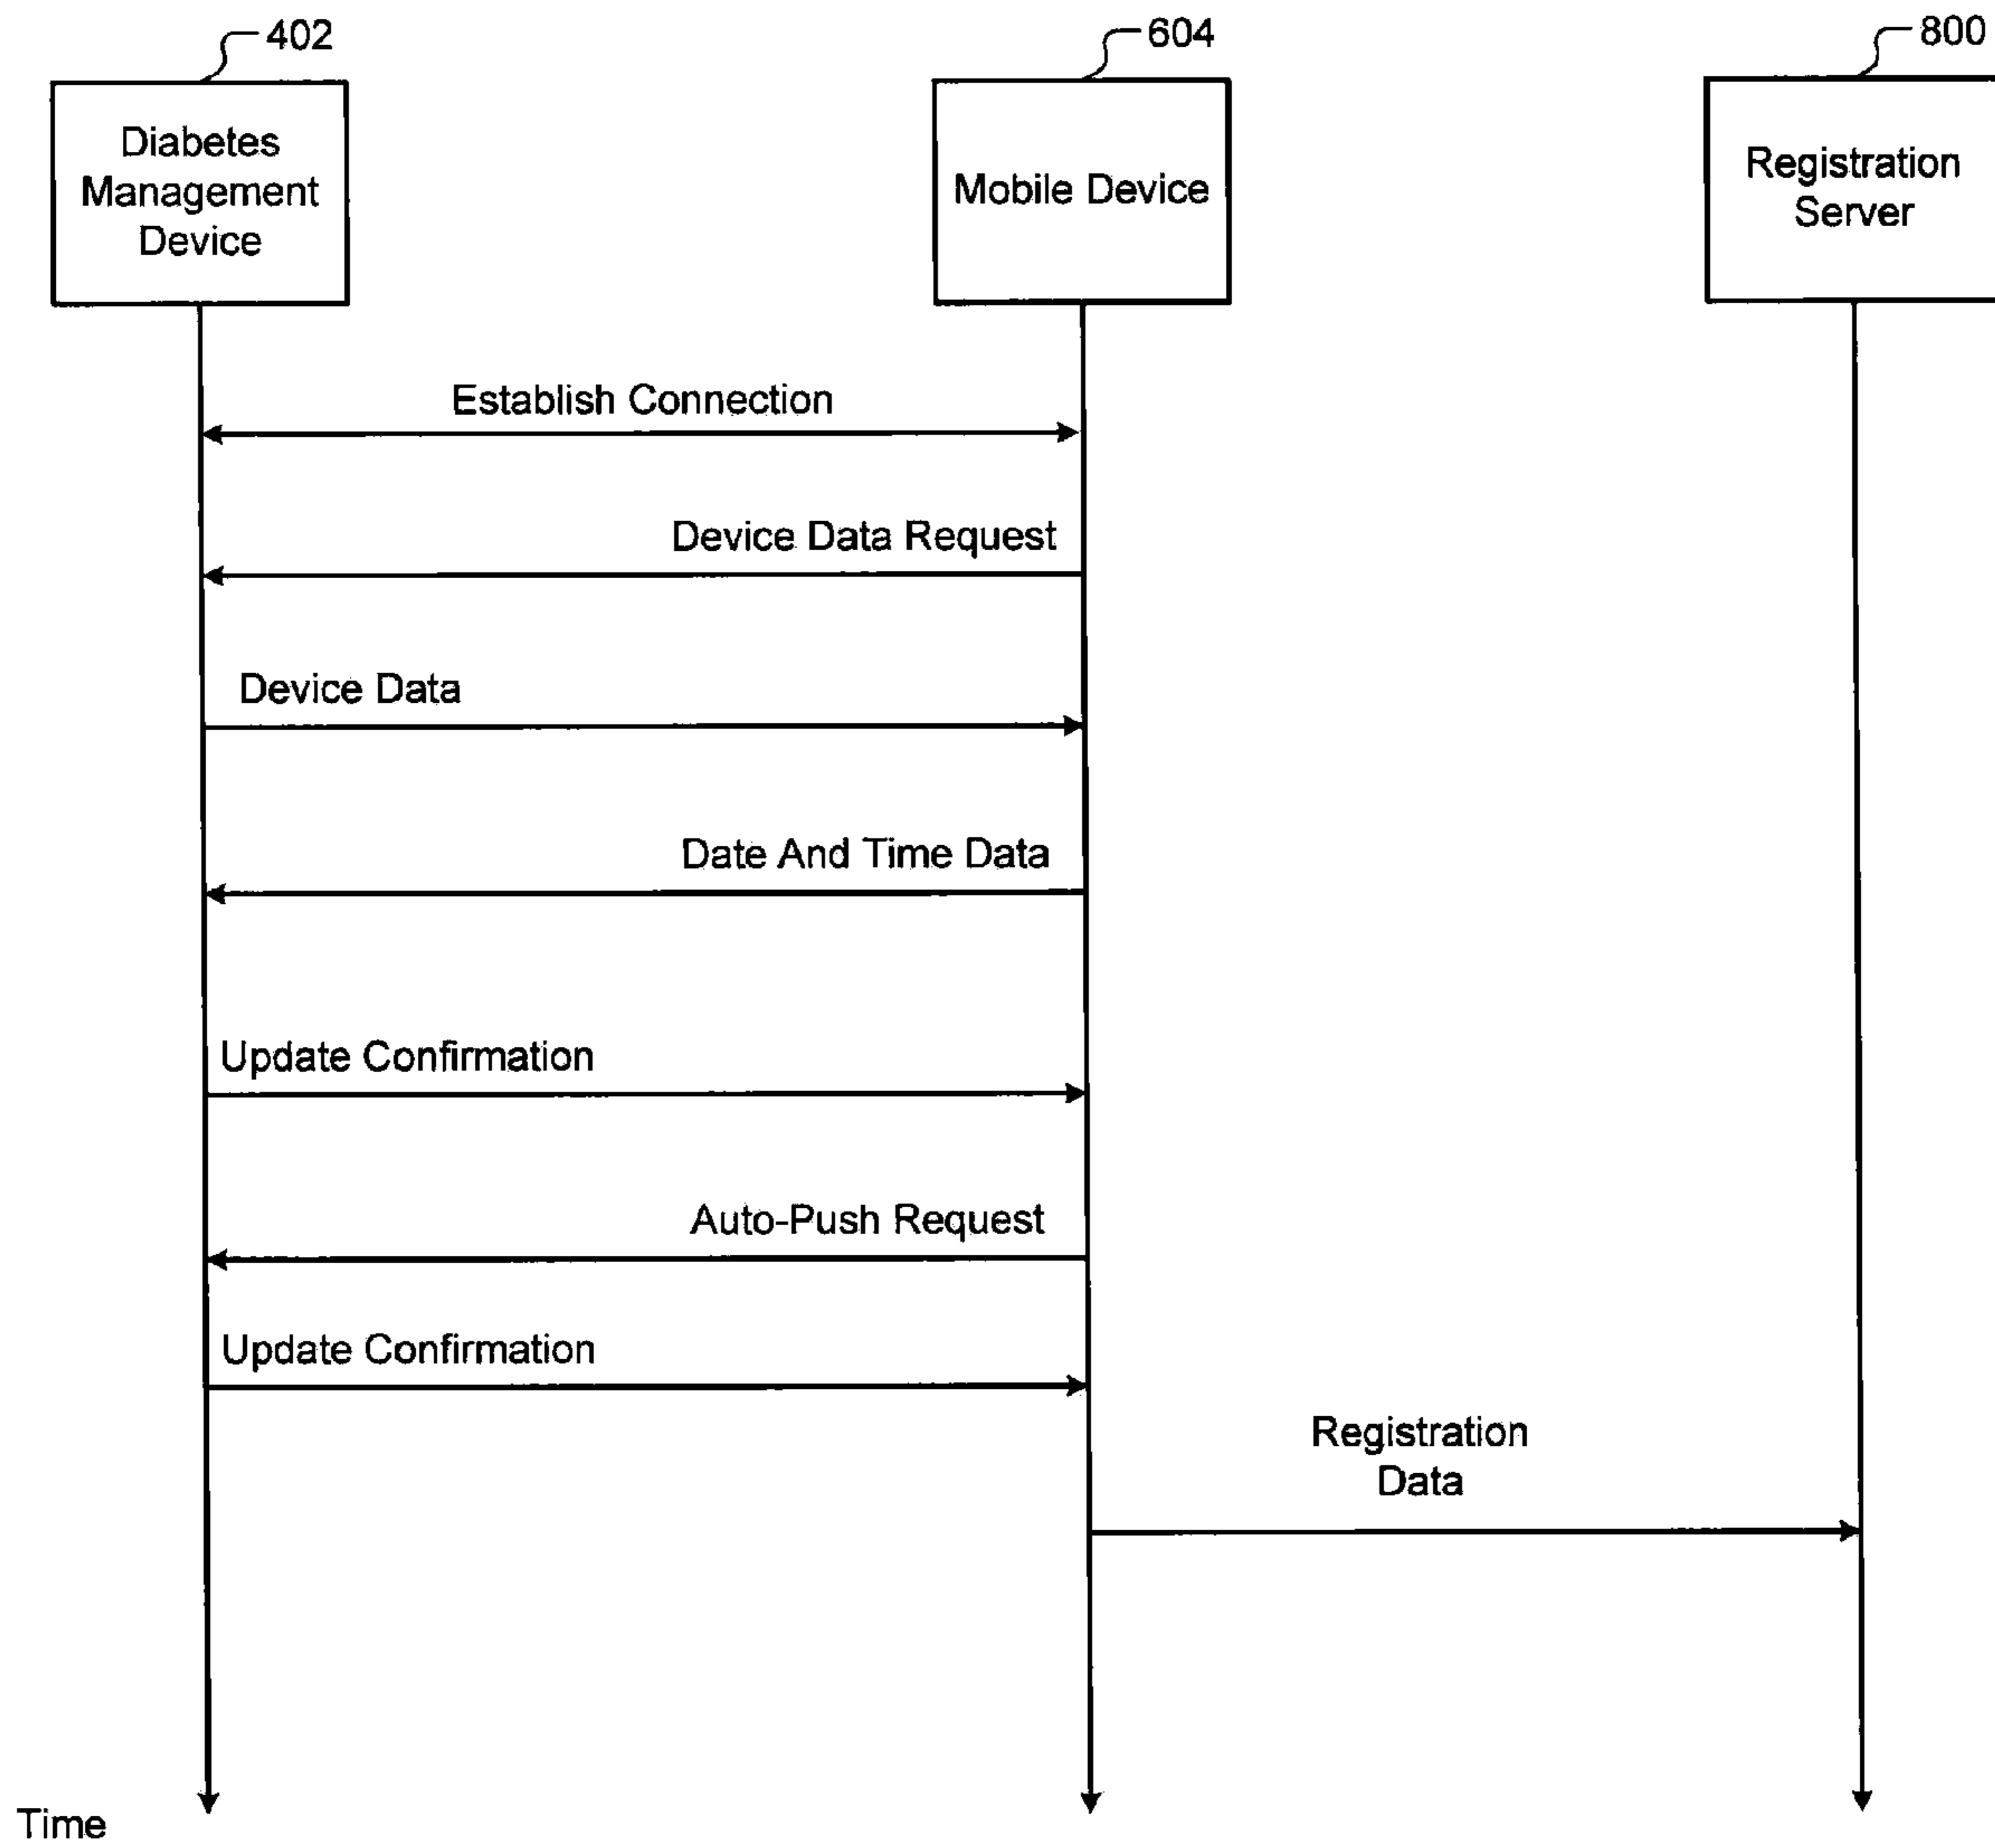 402
604
800
Diabetes
Management
Device
Mobile Device
Registration
Server
Establish Connection
Device Data Request
Device Data
Date And Time Data
Update Confirmation
Auto-Push Request
Update Confirmation
Registration
Data
Time